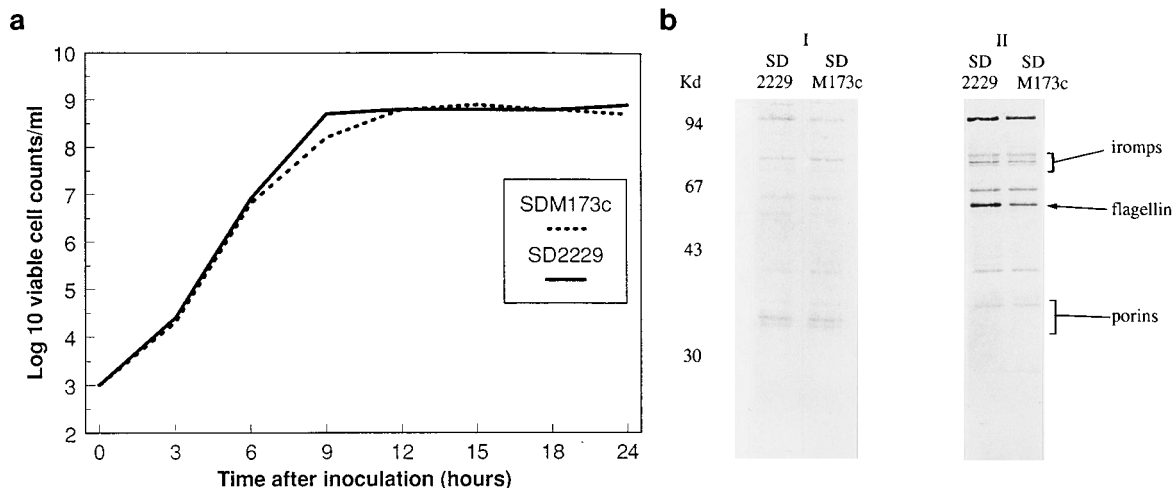 a
Log 10 viable cell counts/ml
10
9
8
7
6
5
4
3
2
0 3 6 9 12 15 18 24
Time after inoculation (hours)
SDM173c
SD2229
b
I II
Kd
SD SD
2229 M173c
SD SD
2229 M173c
94
67
43
30
iromps
flagellin
porins